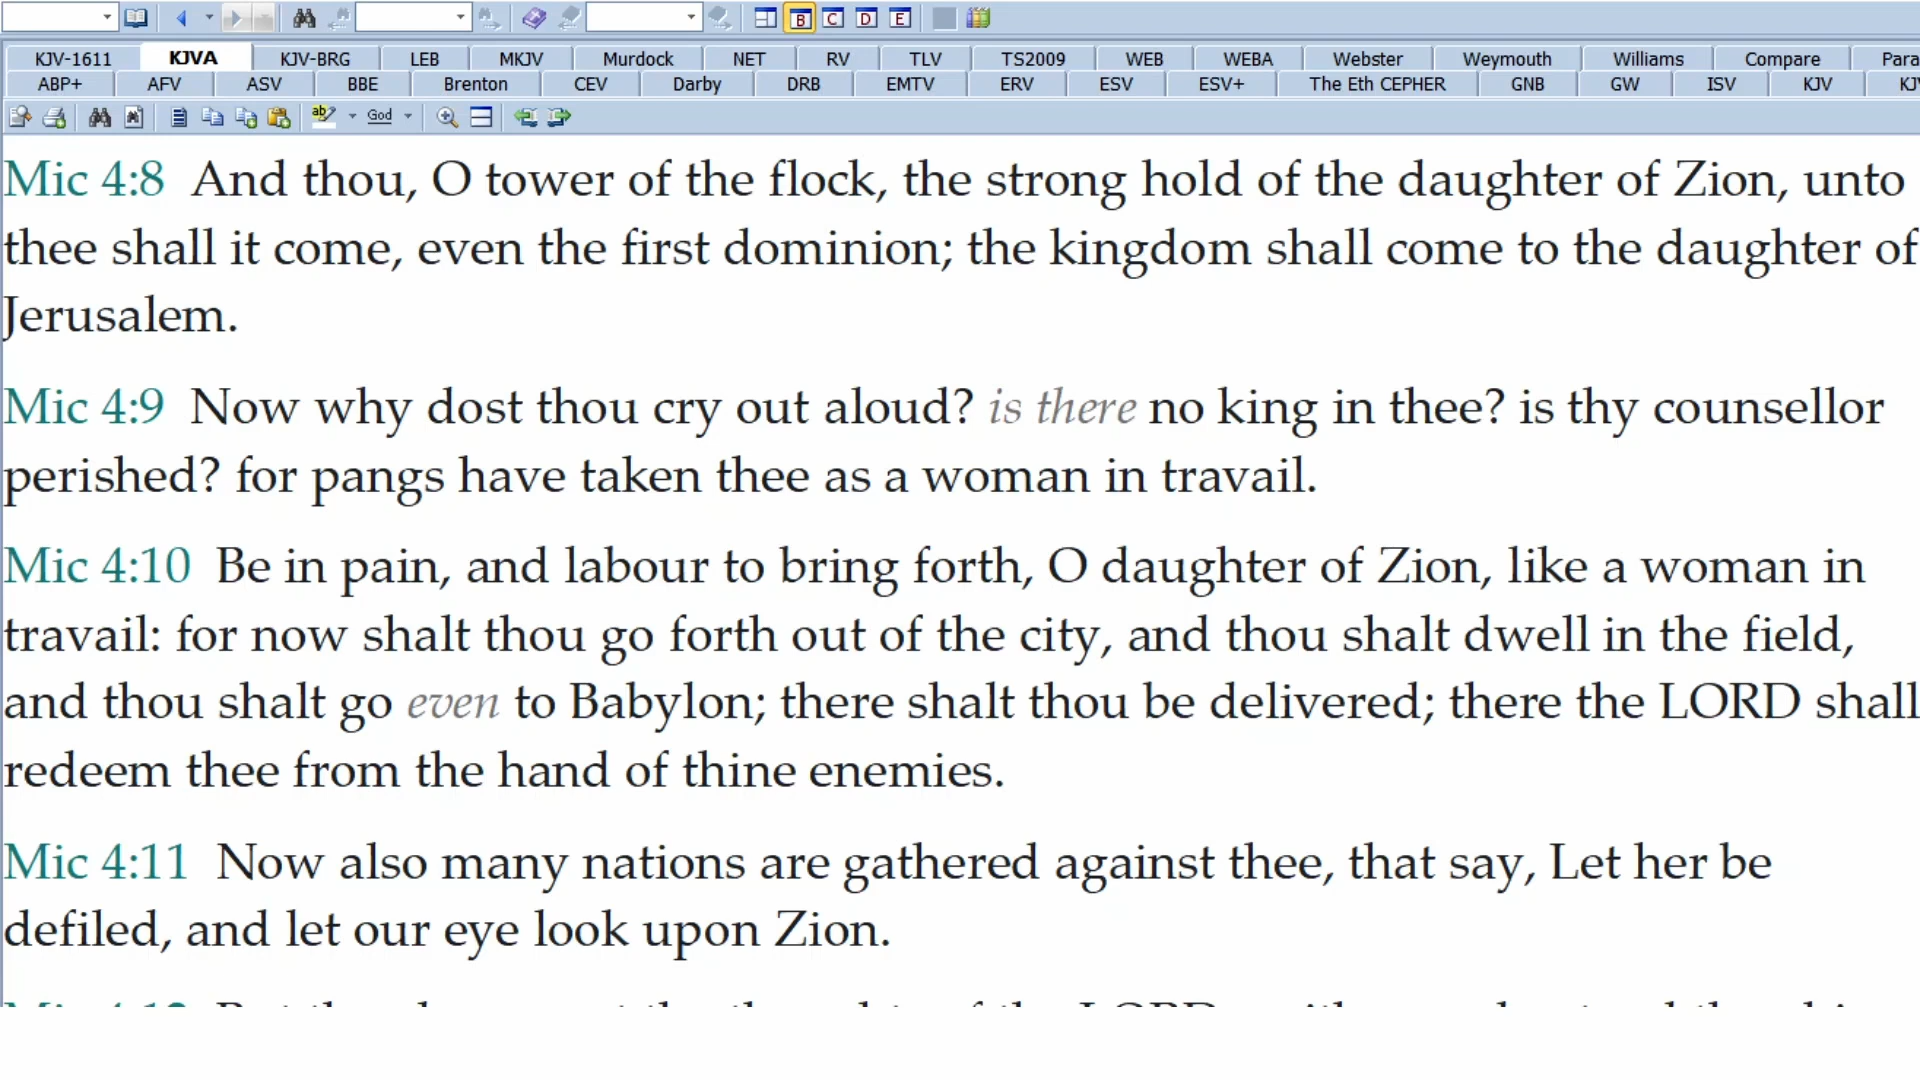 B C D E
KJV-1611 KJVA KJV-BRG LEB MKJV Murdock NET RV TLV TS2009 WEB WEBA Webster Weymouth Williams Compare Para
ABP+ AFV ASV BBE Brenton CEV Darby DRB EMTV ERV ESV ESV+ The Eth CEPHER GNB GW ISV KJV KJV
ab God
Mic 4:8 And thou, O tower of the flock, the strong hold of the daughter of Zion, unto
thee shall it come, even the first dominion; the kingdom shall come to the daughter of
Jerusalem.
Mic 4:9 Now why dost thou cry out aloud? is there no king in thee? is thy counsellor
perished? for pangs have taken thee as a woman in travail.
Mic 4:10 Be in pain, and labour to bring forth, O daughter of Zion, like a woman in
travail: for now shalt thou go forth out of the city, and thou shalt dwell in the field,
and thou shalt go even to Babylon; there shalt thou be delivered; there the LORD shall
redeem thee from the hand of thine enemies.
Mic 4:11 Now also many nations are gathered against thee, that say, Let her be
defiled, and let our eye look upon Zion.